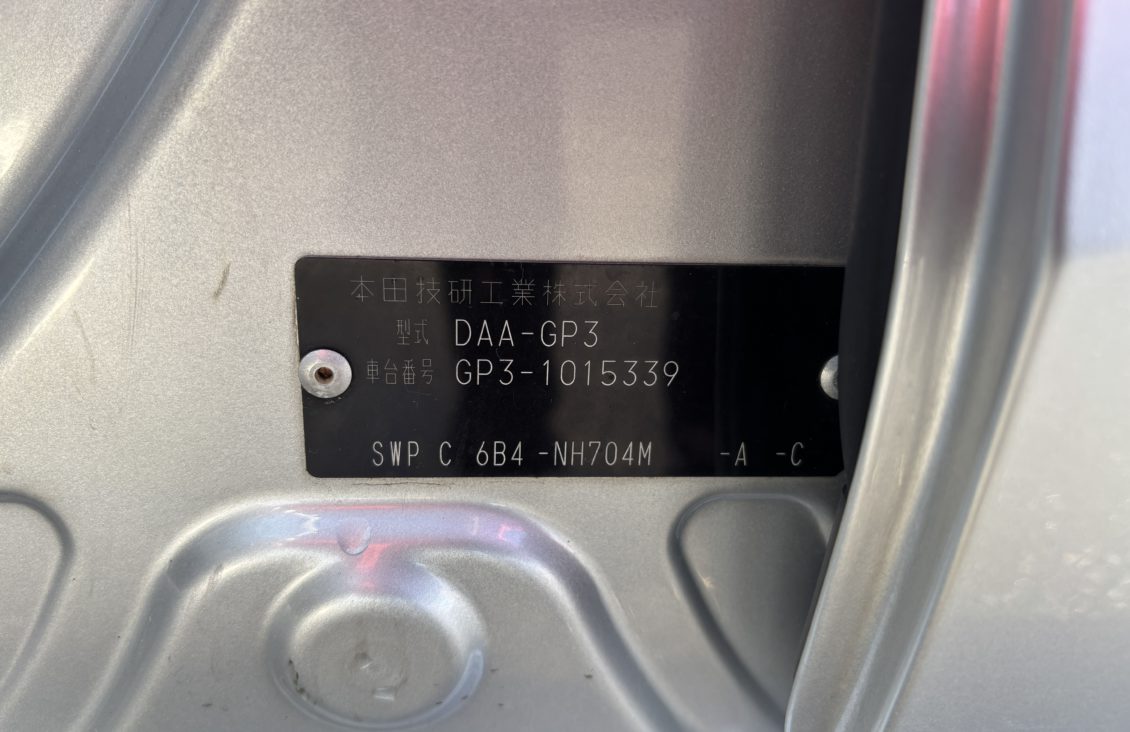 本田技研工業株式会社
型式 DAA-GP3
車台番号 GP3-1015339
SWP C 6B4 -NH704M -A -C